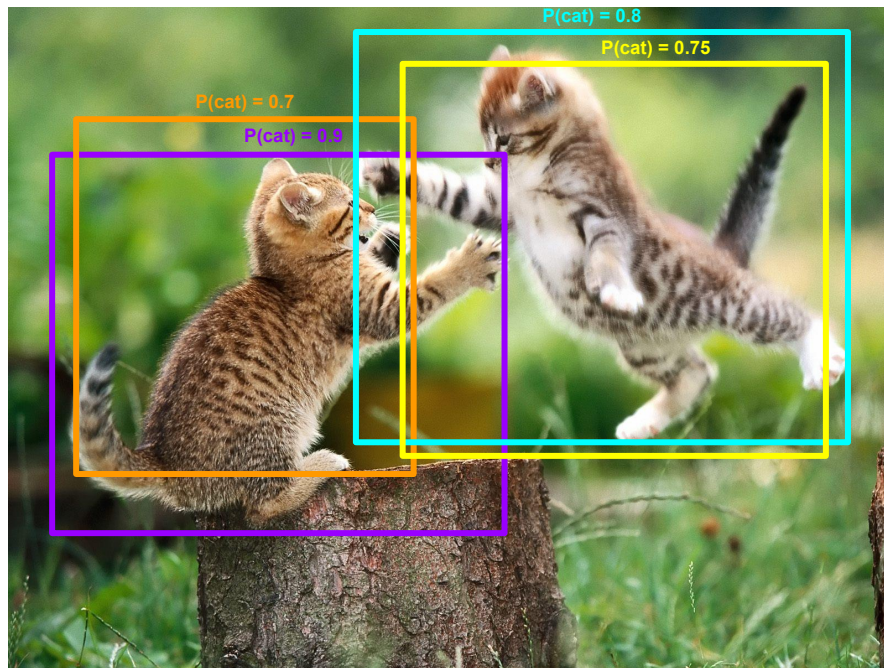 P(cat) = 0.8
P(cat) = 0.75
P(cat) = 0.7
P(cat) = 0.9